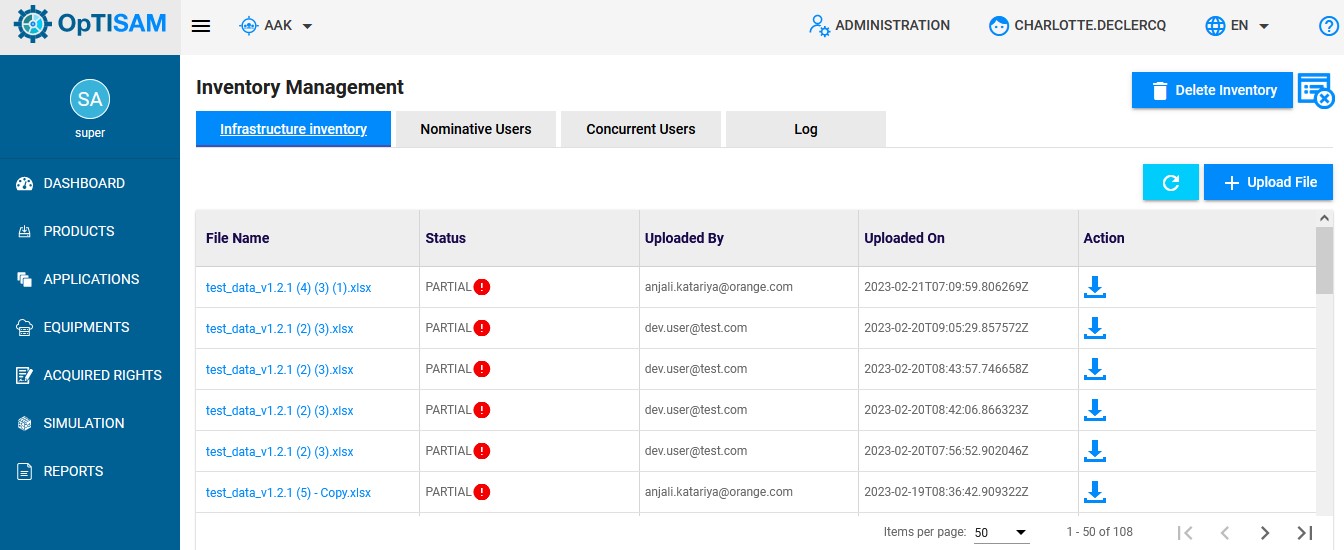 OpTISAM
AAK
ADMINISTRATION
CHARLOTTE.DECLERCQ
EN
?
SA
super
DASHBOARD
PRODUCTS
APPLICATIONS
EQUIPMENTS
ACQUIRED RIGHTS
SIMULATION
REPORTS
Inventory Management
Delete Inventory
Infrastructure inventory
Nominative Users
Concurrent Users
Log
Upload File
File Name Status Uploaded By Uploaded On Action
test_data_v1.2.1 (4) (3) (1).xlsx PARTIAL anjali.katariya@orange.com 2023-02-21T07:09:59.806269Z
test_data_v1.2.1 (2) (3).xlsx PARTIAL dev.user@test.com 2023-02-20T09:05:29.857572Z
test_data_v1.2.1 (2) (3).xlsx PARTIAL dev.user@test.com 2023-02-20T08:43:57.746658Z
test_data_v1.2.1 (2) (3).xlsx PARTIAL dev.user@test.com 2023-02-20T08:42:06.866323Z
test_data_v1.2.1 (2) (3).xlsx PARTIAL dev.user@test.com 2023-02-20T07:56:52.902046Z
test_data_v1.2.1 (5) - Copy.xlsx PARTIAL anjali.katariya@orange.com 2023-02-19T08:36:42.909322Z
Items per page: 50 1 - 50 of 108